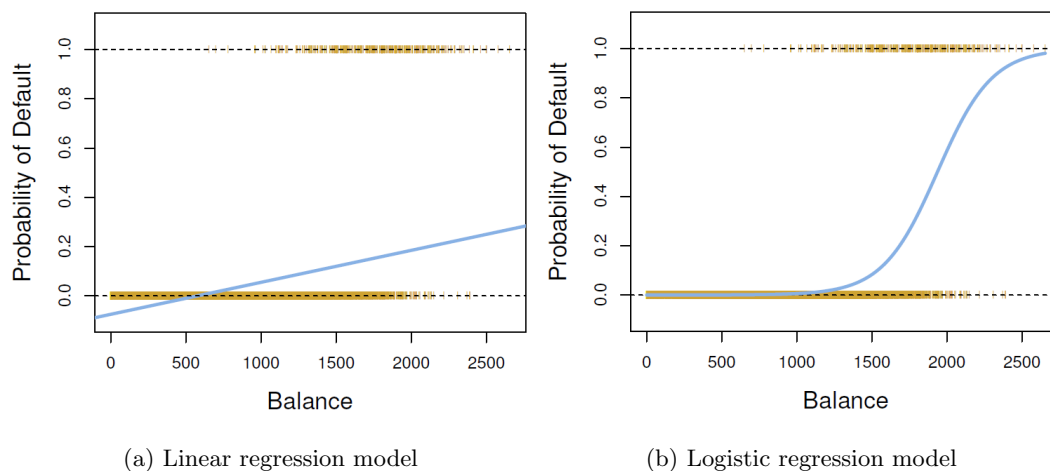 Probability of Default
0.0 0.2 0.4 0.6 0.8 1.0
0 500 1000 1500 2000 2500
Balance
(a) Linear regression model
Probability of Default
0.0 0.2 0.4 0.6 0.8 1.0
0 500 1000 1500 2000 2500
Balance
(b) Logistic regression model